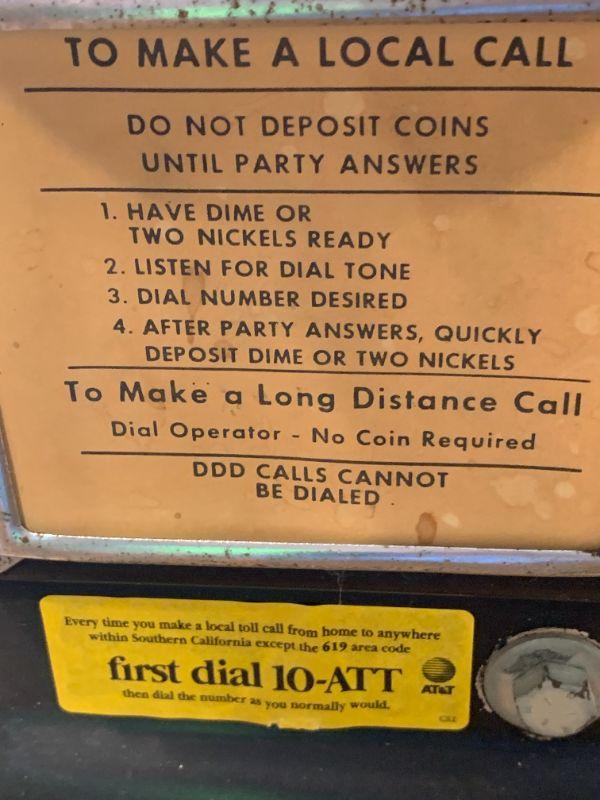 TO MAKE A LOCAL CALL
DO NOT DEPOSIT COINS
UNTIL PARTY ANSWERS
1. HAVE DIME OR
TWO NICKELS READY
2. LISTEN FOR DIAL TONE
3. DIAL NUMBER DESIRED
4. AFTER PARTY ANSWERS, QUICKLY
DEPOSIT DIME OR TWO NICKELS
To Make a Long Distance Call
Dial Operator - No Coin Required
DDD CALLS CANNOT
BE DIALED
Every time you make a local toll call from home to anywhere
within Southern California except the 619 area code
first dial 10-ATT
AT&T
then dial the number as you normally would.